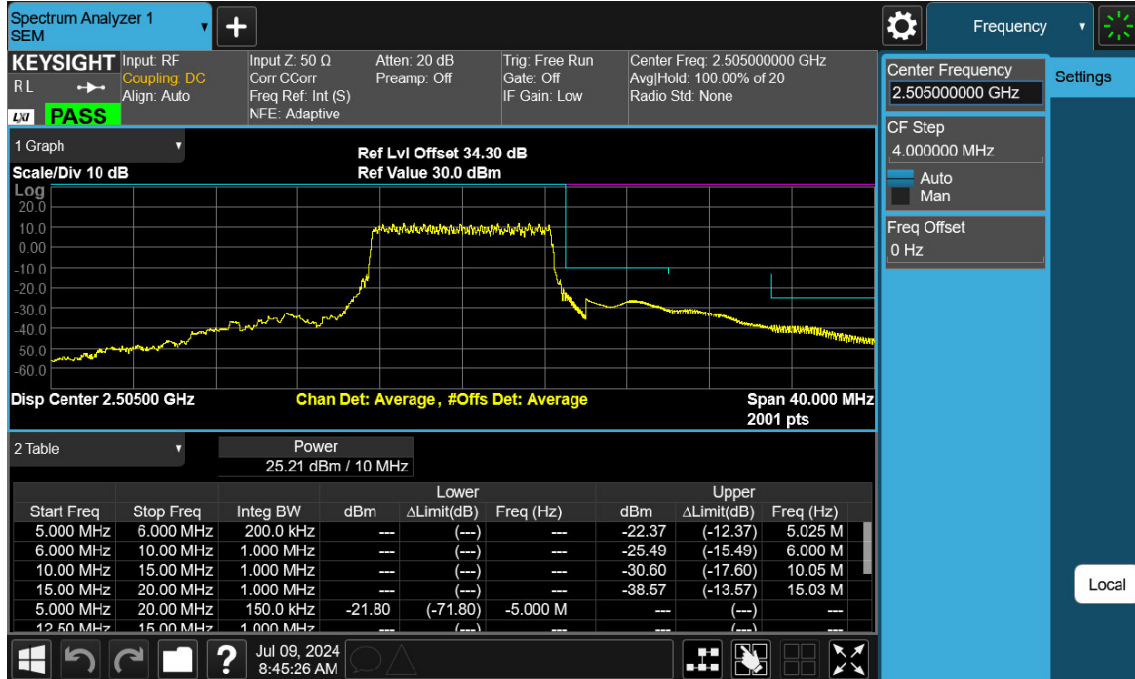 Spectrum Analyzer 1
SEM
Frequency
KEYSIGHT
R L
LXI
PASS
Input: RF
Coupling: DC
Align: Auto
Input Z: 50 Ω
Corr CCorr
Freq Ref: Int (S)
NFE: Adaptive
Atten: 20 dB
Preamp: Off
Trig: Free Run
Gate: Off
IF Gain: Low
Center Freq: 2.505000000 GHz
Avg|Hold: 100.00% of 20
Radio Std: None
Center Frequency
2.505000000 GHz
Settings
CF Step
4.000000 MHz
Auto
Man
Freq Offset
0 Hz
Local
1 Graph
Scale/Div 10 dB
Ref Lvl Offset 34.30 dB
Ref Value 30.0 dBm
Log
20.0
10.0
0.00
-10.0
-20.0
-30.0
-40.0
50.0
-60.0
Disp Center 2.50500 GHz
Chan Det: Average, #Offs Det: Average
Span 40.000 MHz
2001 pts
2 Table
Power
25.21 dBm / 10 MHz
Lower Upper
Start Freq Stop Freq Integ BW dBm ΔLimit(dB) Freq (Hz) dBm ΔLimit(dB) Freq (Hz)
5.000 MHz 6.000 MHz 200.0 kHz --- (---) --- -22.37 (-12.37) 5.025 M
6.000 MHz 10.00 MHz 1.000 MHz --- (---) --- -25.49 (-15.49) 6.000 M
10.00 MHz 15.00 MHz 1.000 MHz --- (---) --- -30.60 (-17.60) 10.05 M
15.00 MHz 20.00 MHz 1.000 MHz --- (---) --- -38.57 (-13.57) 15.03 M
5.000 MHz 20.00 MHz 150.0 kHz -21.80 (-71.80) -5.000 M --- (---) ---
12.50 MHz 15.00 MHz 1.000 MHz --- (---) --- --- (---) ---
?
Jul 09, 2024
8:45:26 AM